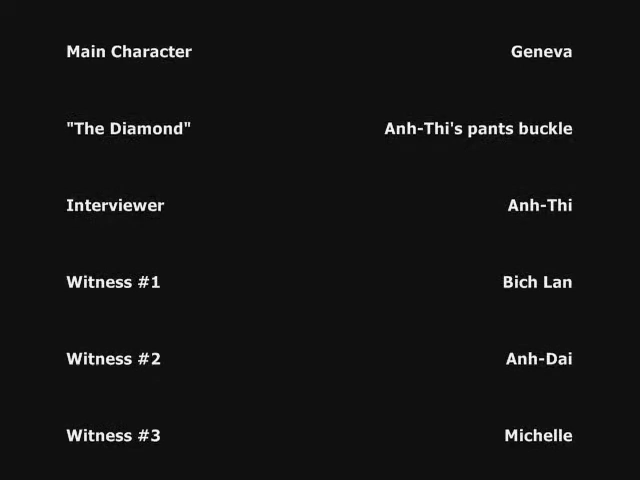 Main Character Geneva
"The Diamond" Anh-Thi's pants buckle
Interviewer Anh-Thi
Witness #1 Bich Lan
Witness #2 Anh-Dai
Witness #3 Michelle